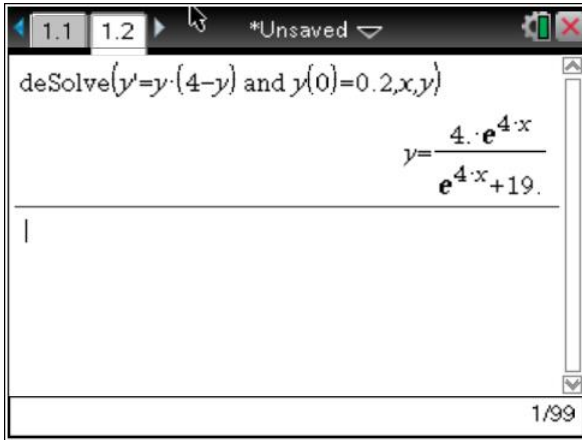 1.1 1.2 *Unsaved
deSolve(y'=y·(4−y) and y(0)=0.2,x,y)
y=4.·e^4·x/e^4·x+19.
1/99